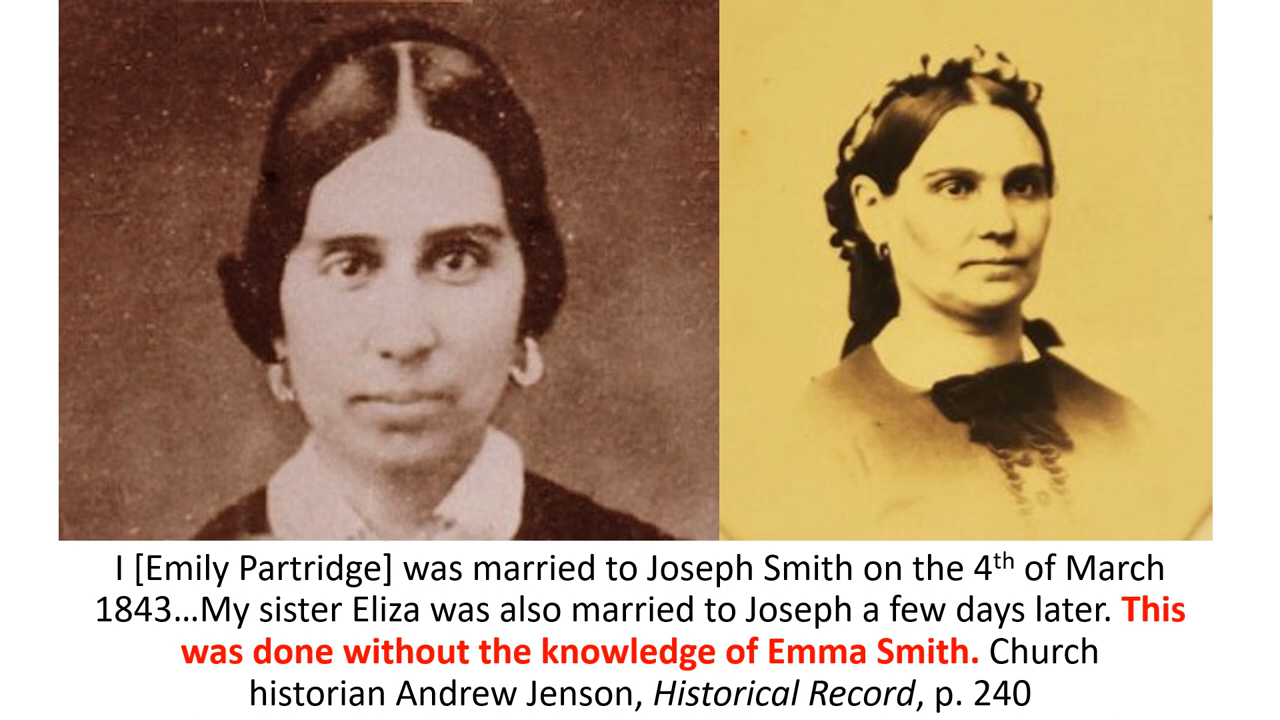 I [Emily Partridge] was married to Joseph Smith on the 4th of March
1843...My sister Eliza was also married to Joseph a few days later. This
was done without the knowledge of Emma Smith. Church
historian Andrew Jenson, Historical Record, p. 240